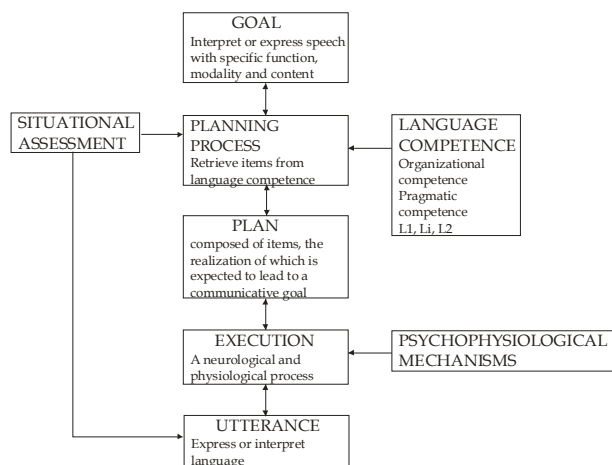 GOAL
Interpret or express speech
with specific function,
modality and content
SITUATIONAL
ASSESSMENT
PLANNING
PROCESS
Retrieve items from
language competence
LANGUAGE
COMPETENCE
Organizational
competence
Pragmatic
competence
L1, Li, L2
PLAN
composed of items, the
realization of which is
expected to lead to a
communicative goal
EXECUTION
A neurological and
physiological process
PSYCHOPHYSIOLOGICAL
MECHANISMS
UTTERANCE
Express or interpret
language